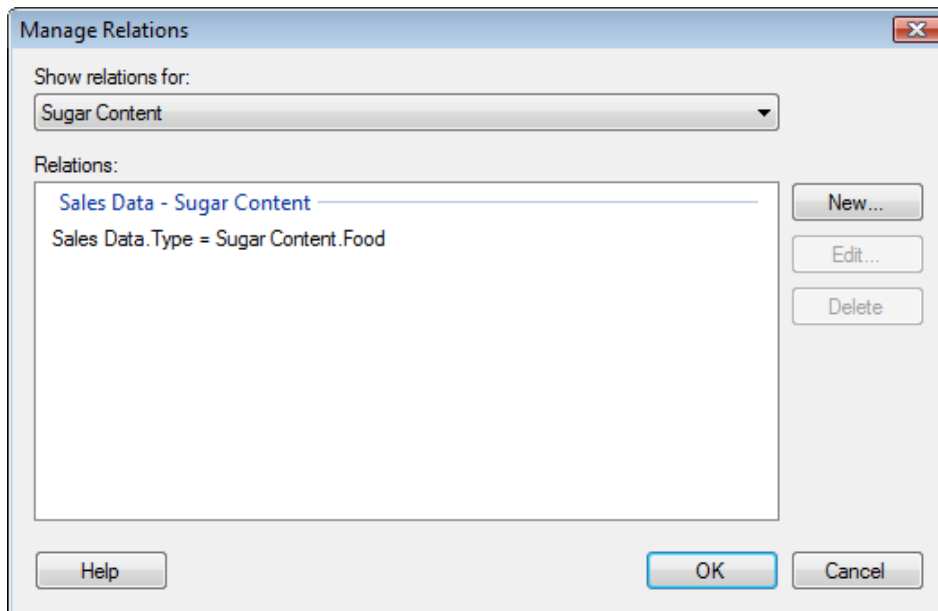 Manage Relations
Show relations for:
Sugar Content
Relations:
Sales Data - Sugar Content
Sales Data.Type = Sugar Content.Food
New...
Edit...
Delete
Help
OK
Cancel